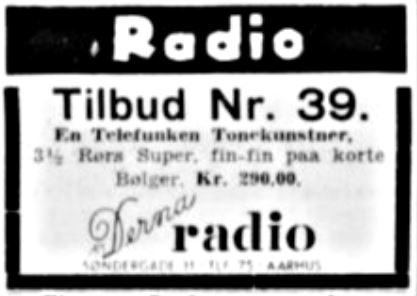 Radio
Tilbud Nr. 39.
En Telefunken Tonekunstner,
3½ Rørs Super, fin-fin paa korte
Bølger, Kr. 290,00.
Derna radio
SØNDERGADE 11 - TLF. 75 - AARHUS